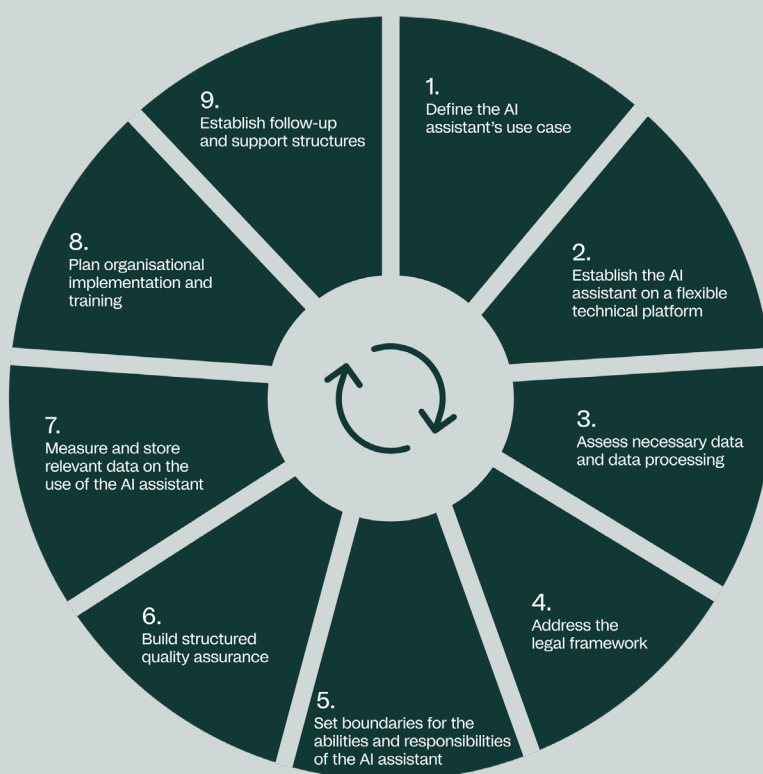 1.
Define the AI
assistant's use case
2.
Establish the AI
assistant on a flexible
technical platform
3.
Assess necessary data
and data processing
4.
Address the
legal framework
5.
Set boundaries for the
abilities and responsibilities
of the AI assistant
6.
Build structured
quality assurance
7.
Measure and store
relevant data on the
use of the AI assistant
8.
Plan organisational
implementation and
training
9.
Establish follow-up
and support structures